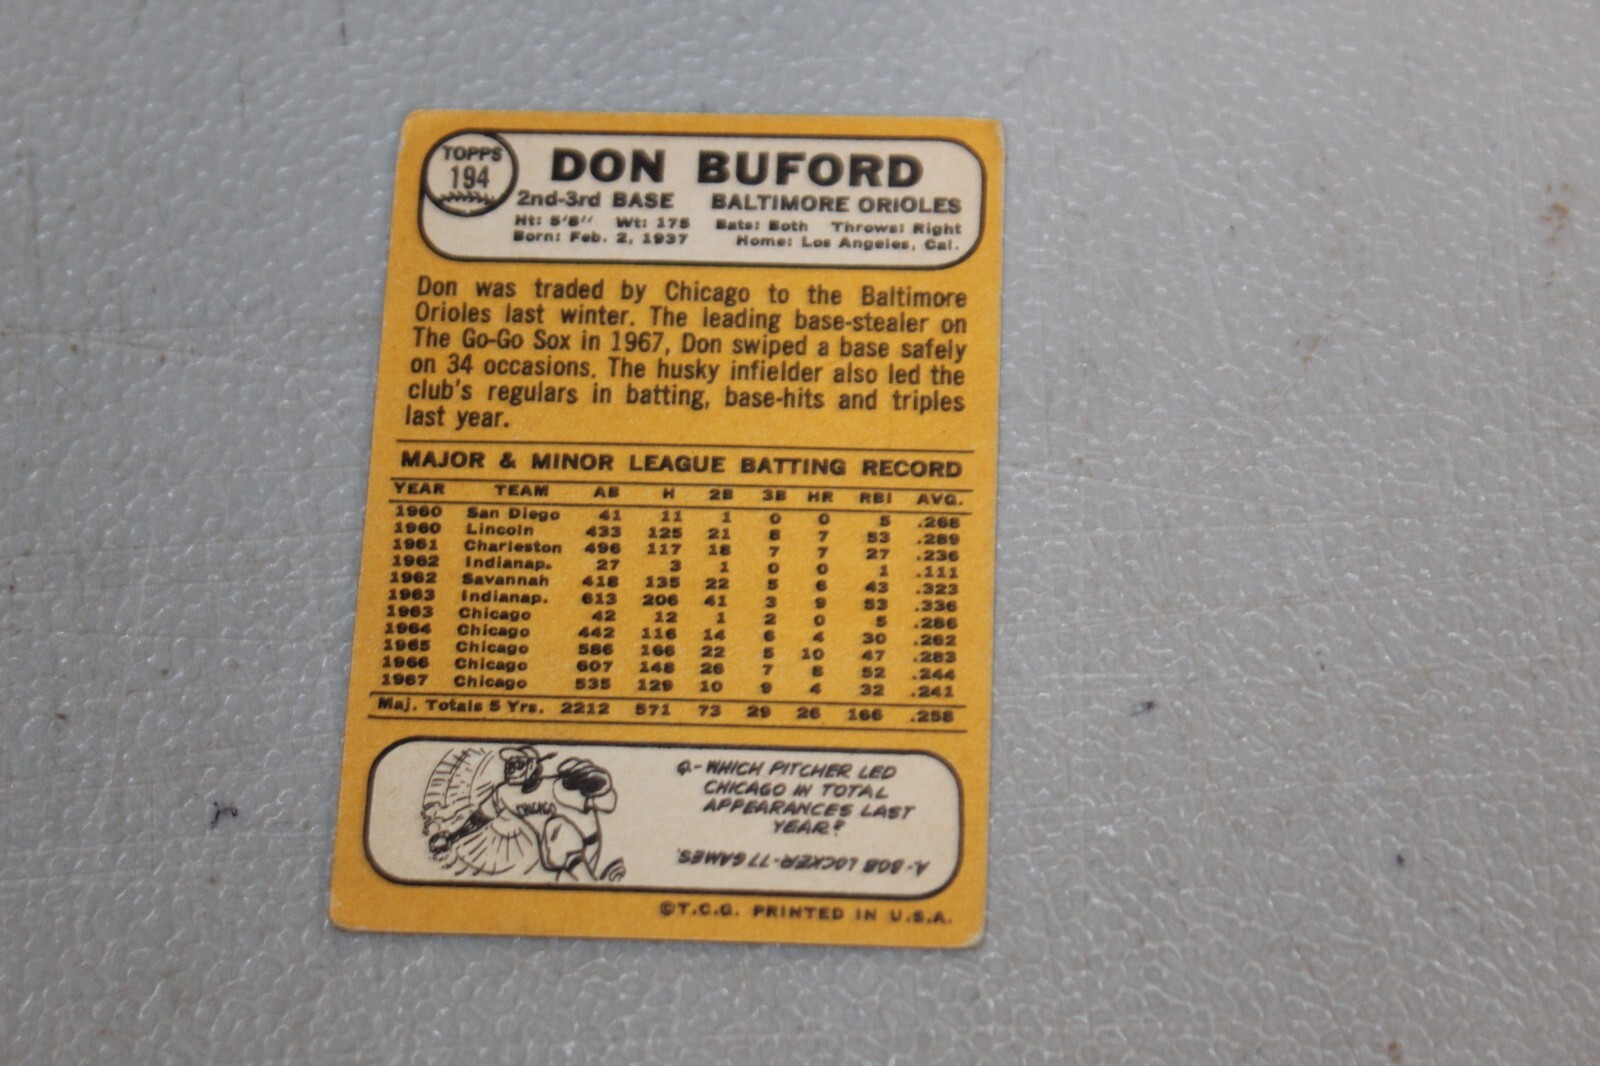 TOPPS
194
DON BUFORD
2nd-3rd BASE BALTIMORE ORIOLES
Ht: 5'8" Wt: 175 Bats: Both Throws: Right
Born: Feb. 2, 1937 Home: Los Angeles, Cal.
Don was traded by Chicago to the Baltimore
Orioles last winter. The leading base-stealer on
The Go-Go Sox in 1967, Don swiped a base safely
on 34 occasions. The husky infielder also led the
club's regulars in batting, base-hits and triples
last year.
MAJOR & MINOR LEAGUE BATTING RECORD
YEAR TEAM AB H 2B 3B HR RBI AVG.
1960 San Diego 41 11 1 0 0 5 .268
1960 Lincoln 433 125 21 8 7 53 .289
1961 Charleston 496 117 18 7 7 27 .236
1962 Indianap. 27 3 1 0 0 1 .111
1962 Savannah 418 135 22 5 6 43 .323
1963 Indianap. 613 206 41 3 9 53 .336
1963 Chicago 42 12 1 2 0 5 .286
1964 Chicago 442 116 14 6 4 30 .262
1965 Chicago 586 166 22 5 10 47 .283
1966 Chicago 607 148 26 7 8 52 .244
1967 Chicago 535 129 10 9 4 32 .241
Maj. Totals 5 Yrs. 2212 571 73 29 26 166 .258
CHICAGO
Q.-WHICH PITCHER LED
CHICAGO IN TOTAL
APPEARANCES LAST
YEAR?
A.-BOB LOCKER-77 GAMES.
©T.C.G. PRINTED IN U.S.A.